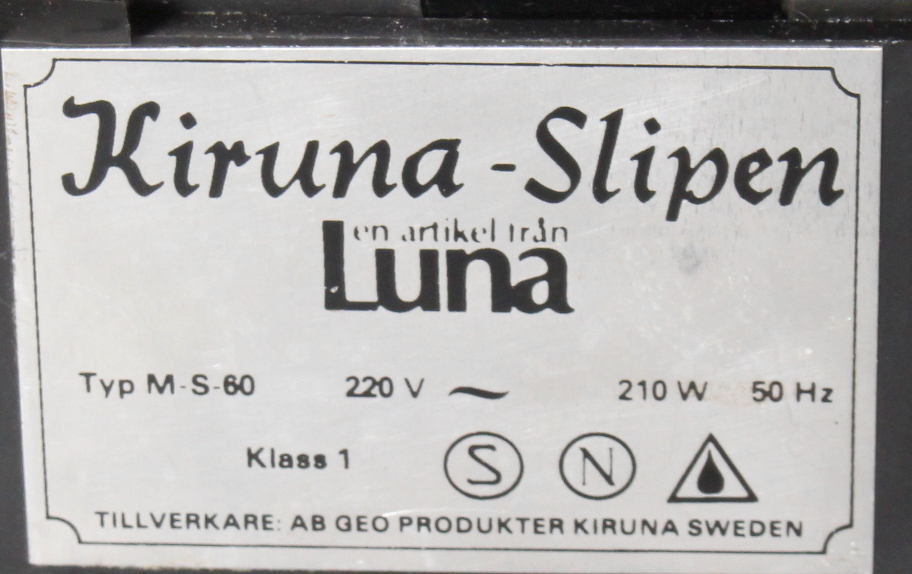 Kiruna-Slipen
en artikel från
Luna
Typ M-S-60 220 V ~ 210 W 50 Hz
Klass 1 S N
TILLVERKARE: AB GEO PRODUKTER KIRUNA SWEDEN